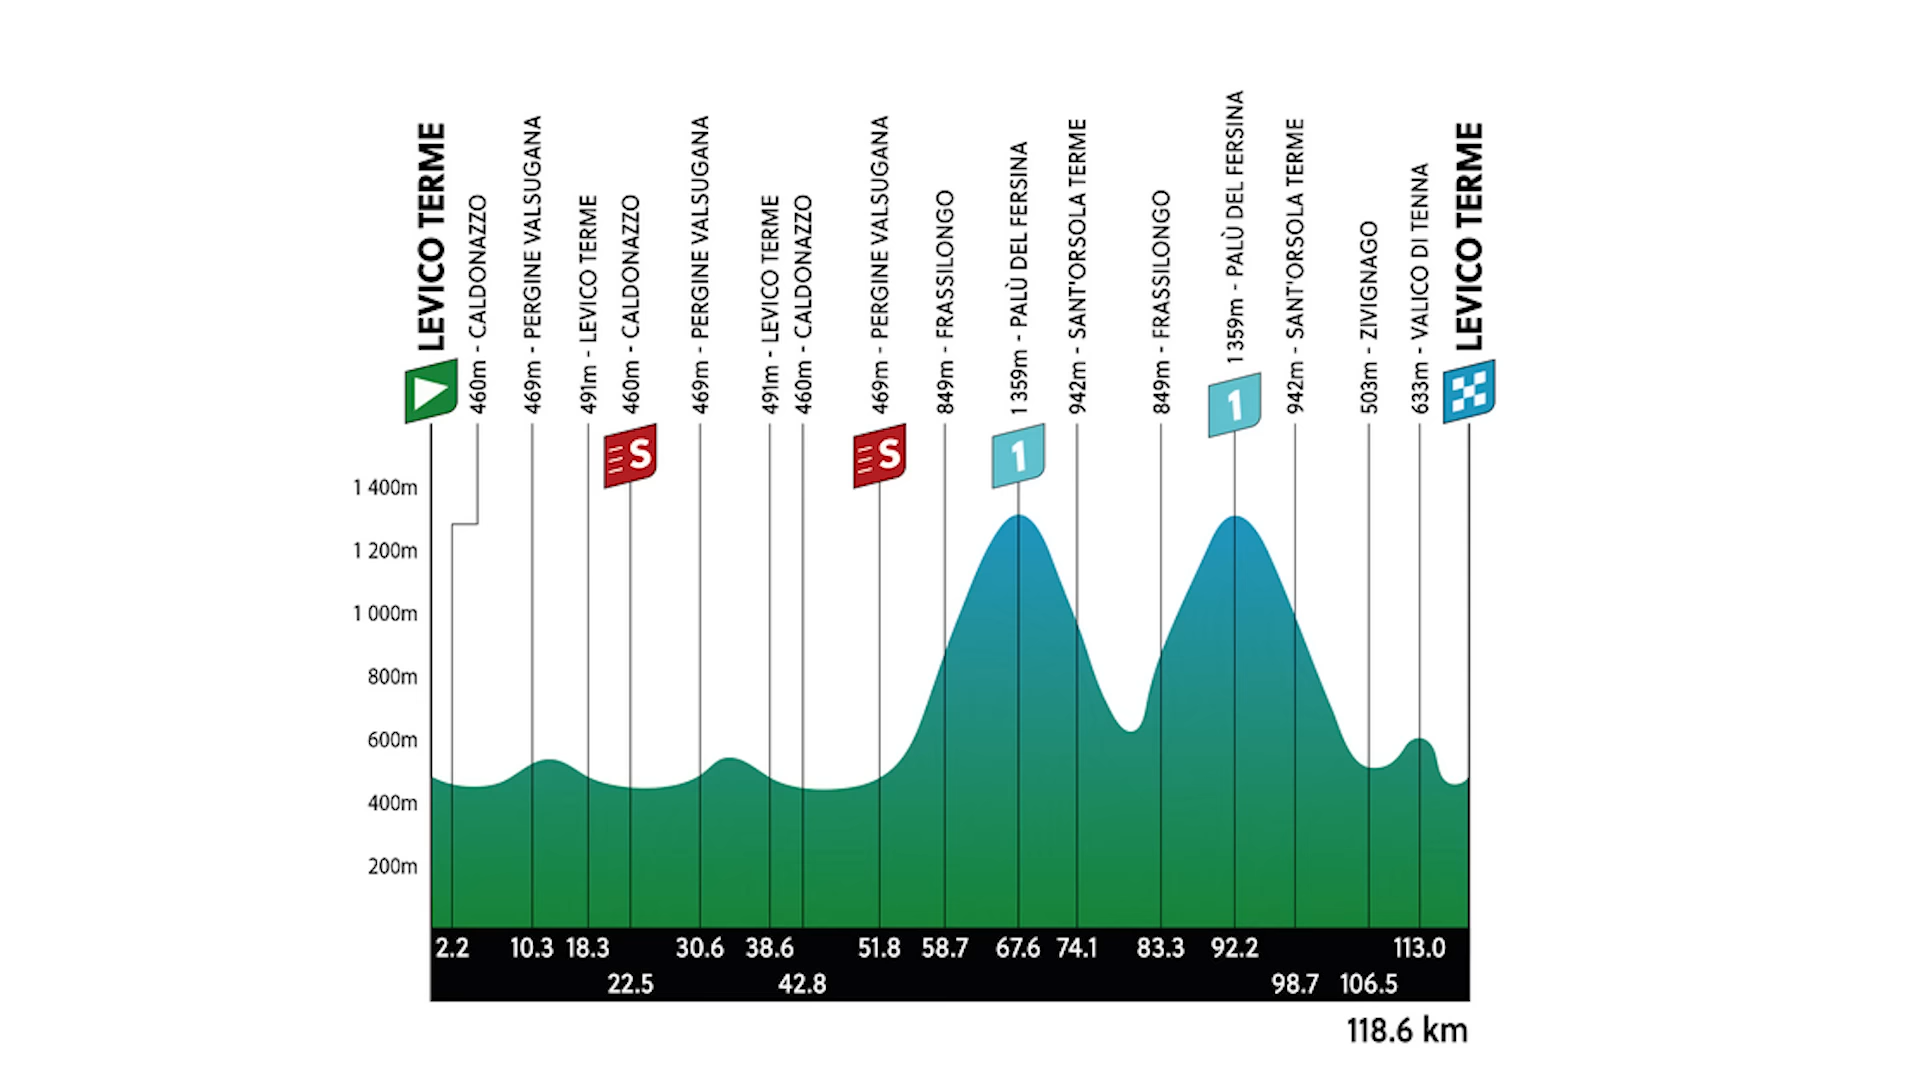 LEVICO TERME
460m - CALDONAZZO
469m - PERGINE VALSUGANA
491m - LEVICO TERME
460m - CALDONAZZO
469m - PERGINE VALSUGANA
491m - LEVICO TERME
460m - CALDONAZZO
469m - PERGINE VALSUGANA
849m - FRASSILONGO
1 359m - PALÙ DEL FERSINA
942m - SANT'ORSOLA TERME
849m - FRASSILONGO
1 359m - PALÙ DEL FERSINA
942m - SANT'ORSOLA TERME
503m - ZIVIGNAGO
633m - VALICO DI TENNA
LEVICO TERME
S
S
1
1
1 400m
1 200m
1 000m
800m
600m
400m
200m
2.2 10.3 18.3 30.6 38.6 51.8 58.7 67.6 74.1 83.3 92.2 113.0
22.5 42.8 98.7 106.5
118.6 km